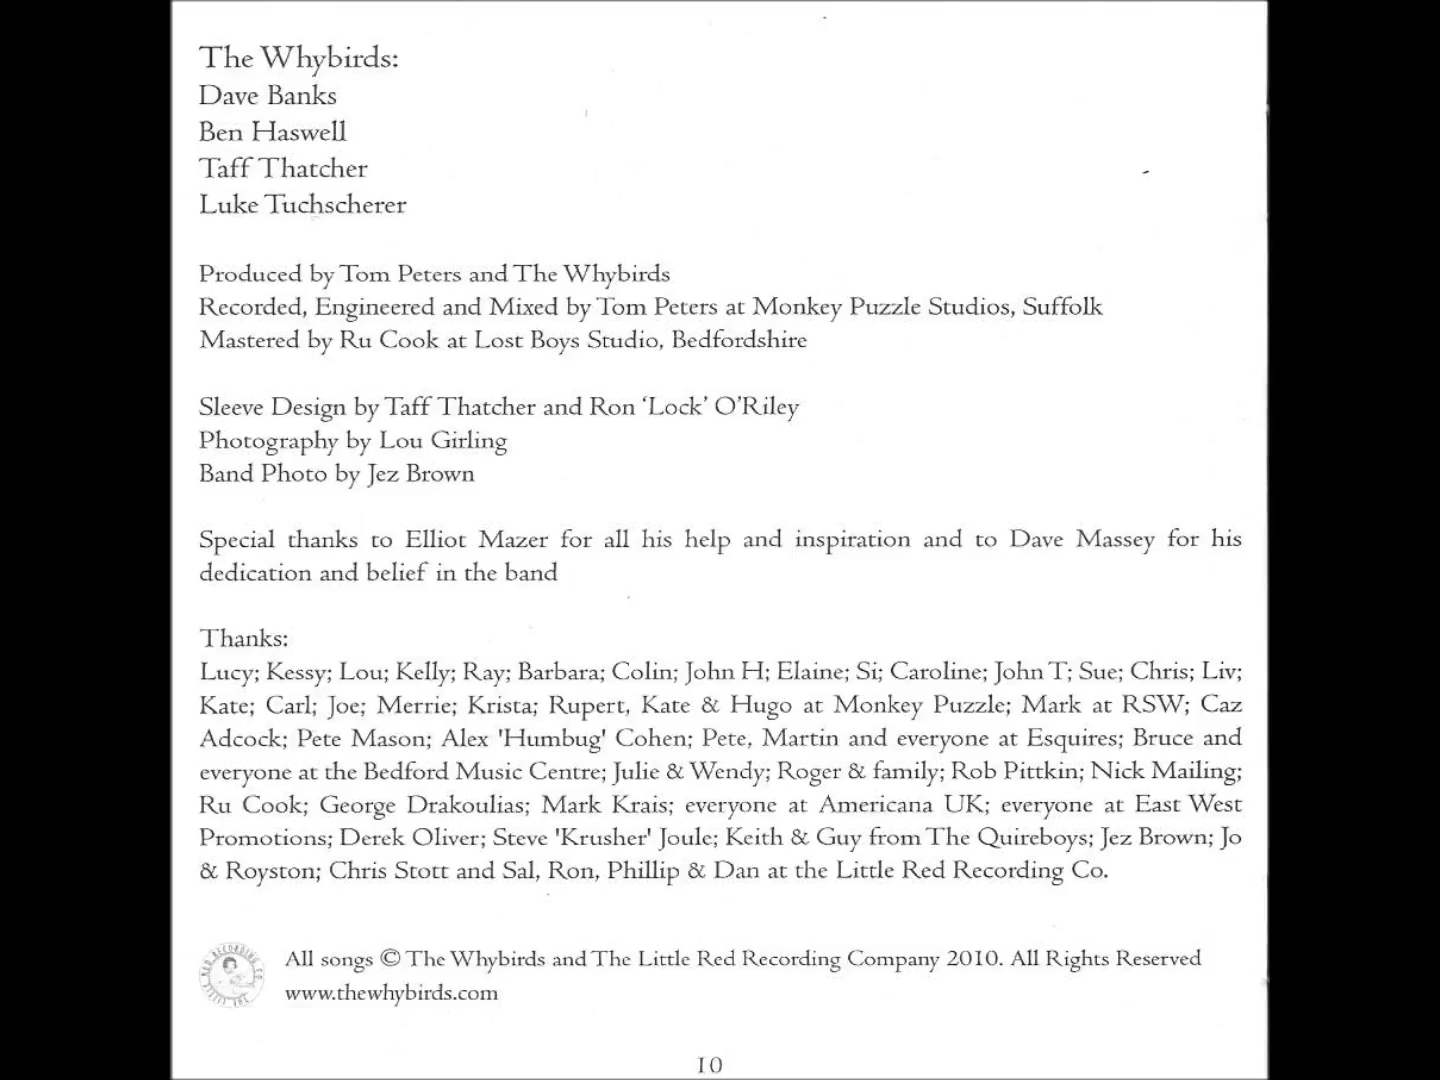 The Whybirds:
Dave Banks
Ben Haswell
Taff Thatcher
Luke Tuchscherer
Produced by Tom Peters and The Whybirds
Recorded, Engineered and Mixed by Tom Peters at Monkey Puzzle Studios, Suffolk
Mastered by Ru Cook at Lost Boys Studio, Bedfordshire
Sleeve Design by Taff Thatcher and Ron ‘Lock’ O’Riley
Photography by Lou Girling
Band Photo by Jez Brown
Special thanks to Elliot Mazer for all his help and inspiration and to Dave Massey for his
dedication and belief in the band
Thanks:
Lucy; Kessy; Lou; Kelly; Ray; Barbara; Colin; John H; Elaine; Si; Caroline; John T; Sue; Chris; Liv;
Kate; Carl; Joe; Merrie; Krista; Rupert, Kate & Hugo at Monkey Puzzle; Mark at RSW; Caz
Adcock; Pete Mason; Alex 'Humbug' Cohen; Pete, Martin and everyone at Esquires; Bruce and
everyone at the Bedford Music Centre; Julie & Wendy; Roger & family; Rob Pittkin; Nick Mailing;
Ru Cook; George Drakoulias; Mark Krais; everyone at Americana UK; everyone at East West
Promotions; Derek Oliver; Steve 'Krusher' Joule; Keith & Guy from The Quireboys; Jez Brown; Jo
& Royston; Chris Stott and Sal, Ron, Phillip & Dan at the Little Red Recording Co.
THE LITTLE RED RECORDING CO.
All songs © The Whybirds and The Little Red Recording Company 2010. All Rights Reserved
www.thewhybirds.com
10